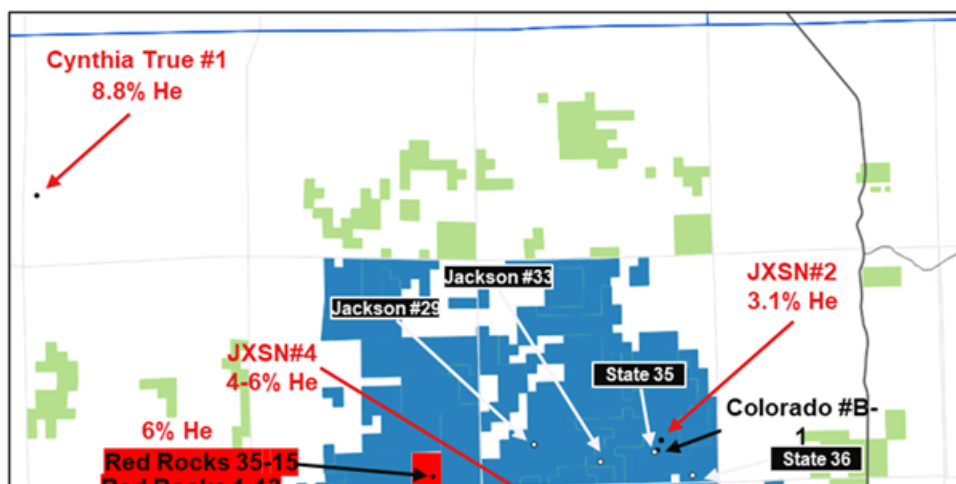 Cynthia True #1
8.8% He
Jackson #33
JXSN#2
3.1% He
Jackson #29
JXSN#4
4-6% He
State 35
Colorado #B-
1
6% He
State 36
Red Rocks 35-15